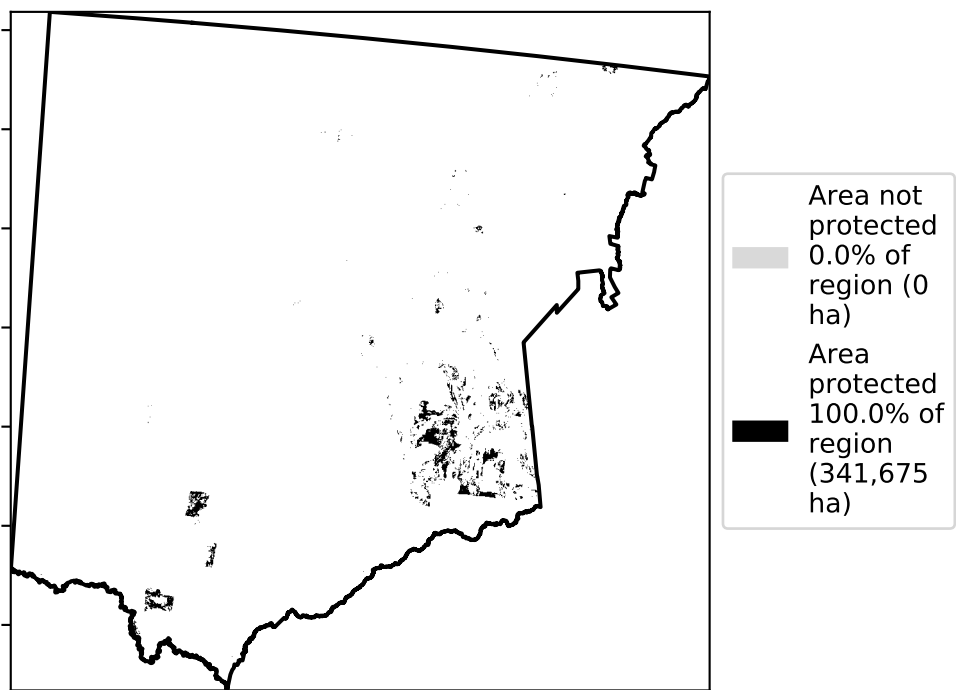 Area not
protected
0.0% of
region (0
ha)
Area
protected
100.0% of
region
(341,675
ha)